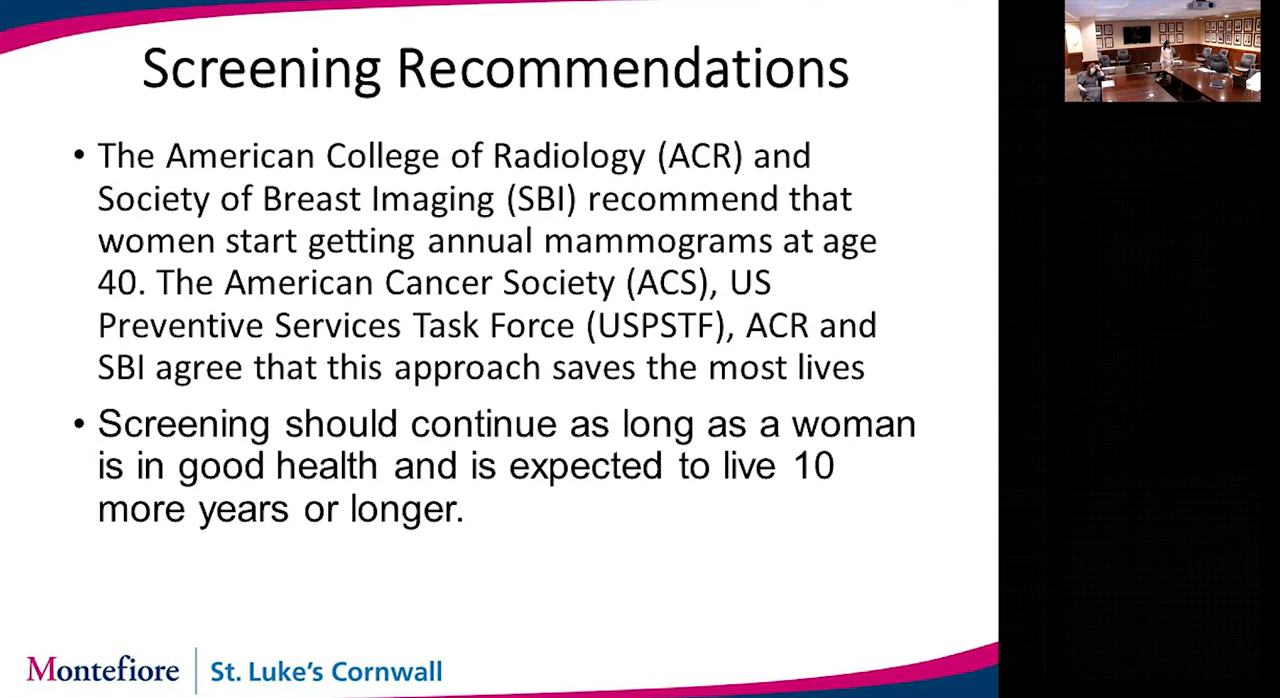 Screening Recommendations
• The American College of Radiology (ACR) and
Society of Breast Imaging (SBI) recommend that
women start getting annual mammograms at age
40. The American Cancer Society (ACS), US
Preventive Services Task Force (USPSTF), ACR and
SBI agree that this approach saves the most lives
• Screening should continue as long as a woman
is in good health and is expected to live 10
more years or longer.
Montefiore | St. Luke's Cornwall